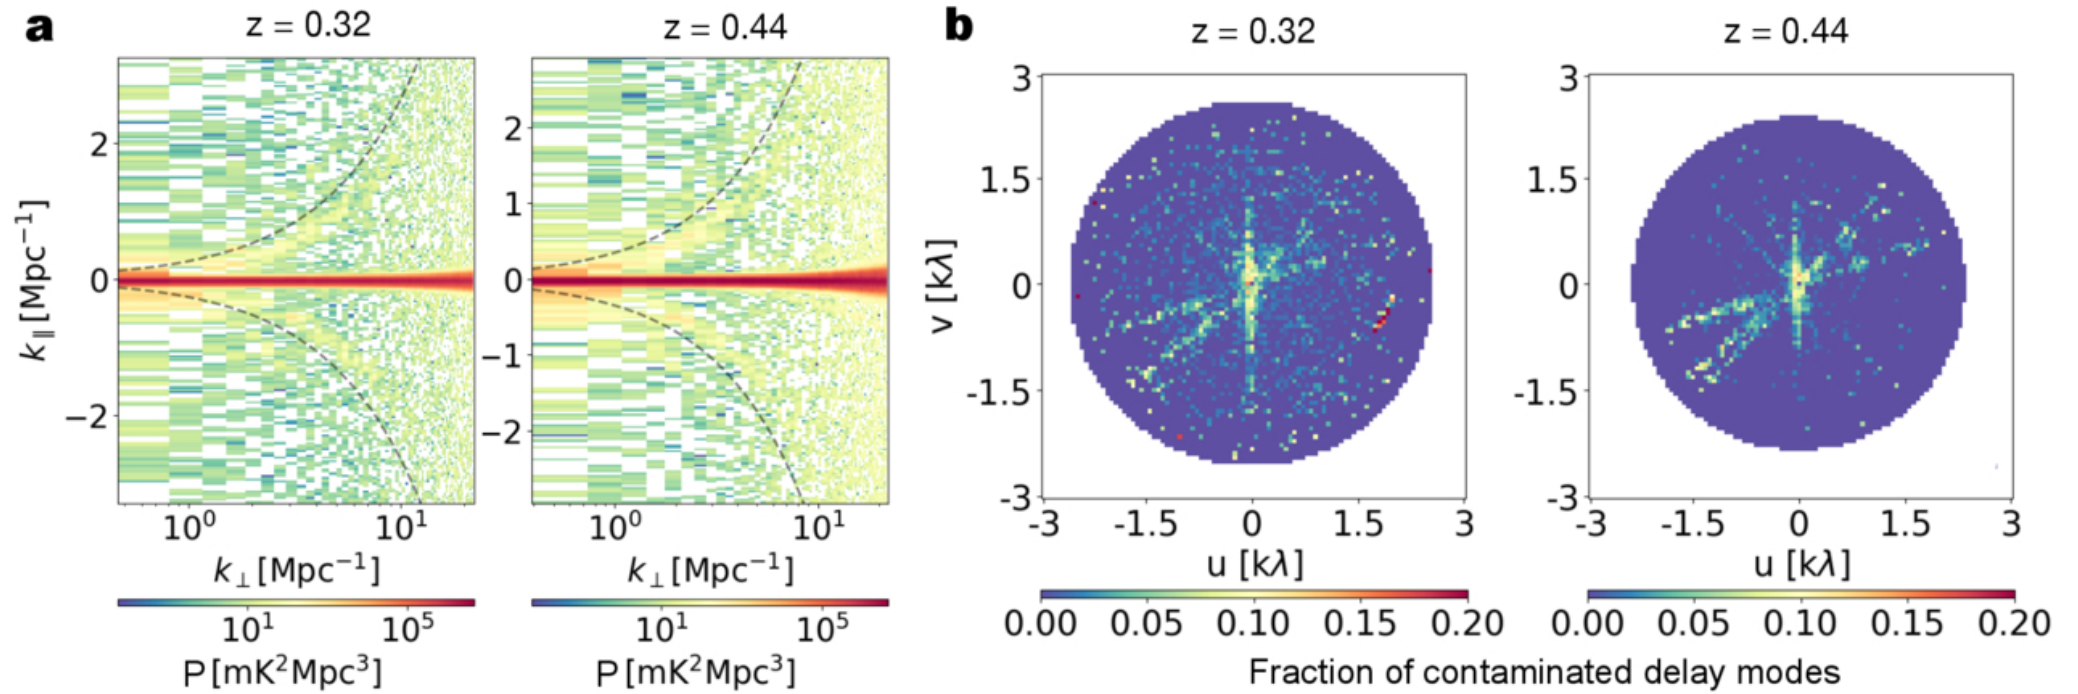 a
z = 0.32
z = 0.44
2
0
−2
k∥ [Mpc⁻¹]
2
1
0
−1
−2
10⁰
10¹
10⁰
10¹
k⊥ [Mpc⁻¹]
k⊥ [Mpc⁻¹]
10¹
10⁵
10¹
10⁵
P [mK²Mpc³]
P [mK²Mpc³]
b
z = 0.32
z = 0.44
3
1.5
0
-1.5
-3
v [kλ]
3
1.5
0
-1.5
-3
-3 -1.5 0 1.5 3
-3 -1.5 0 1.5 3
u [kλ]
u [kλ]
0.00 0.05 0.10 0.15 0.20
0.00 0.05 0.10 0.15 0.20
Fraction of contaminated delay modes